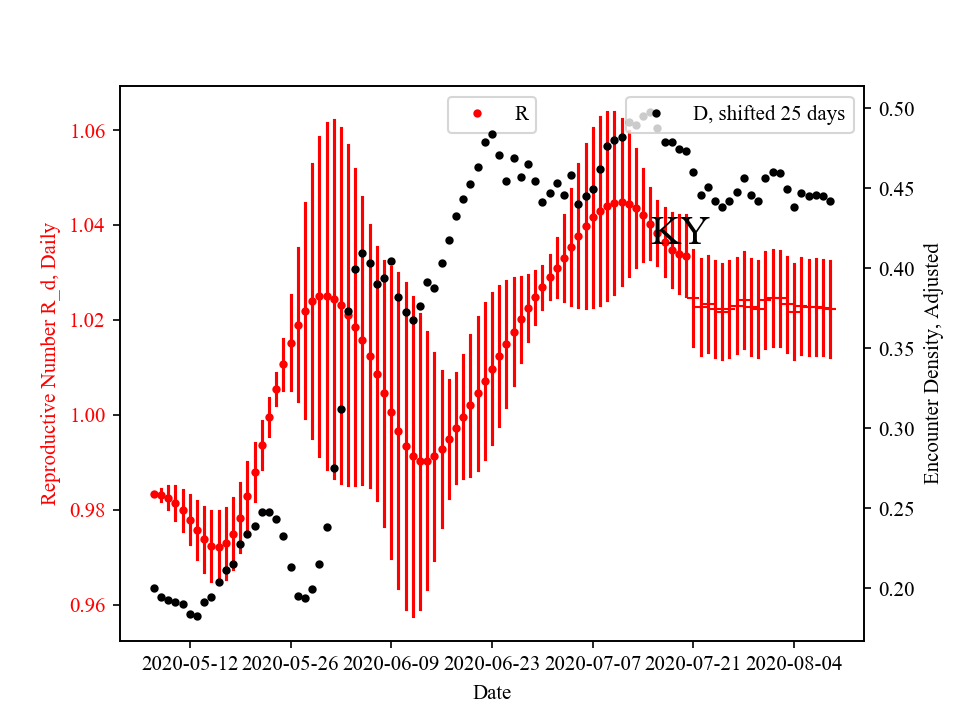 R
D, shifted 25 days
1.06
1.04
1.02
1.00
0.98
0.96
Reproductive Number R_d, Daily
KY
0.50
0.45
0.40
0.35
0.30
0.25
0.20
Encounter Density, Adjusted
2020-05-12 2020-05-26 2020-06-09 2020-06-23 2020-07-07 2020-07-21 2020-08-04
Date